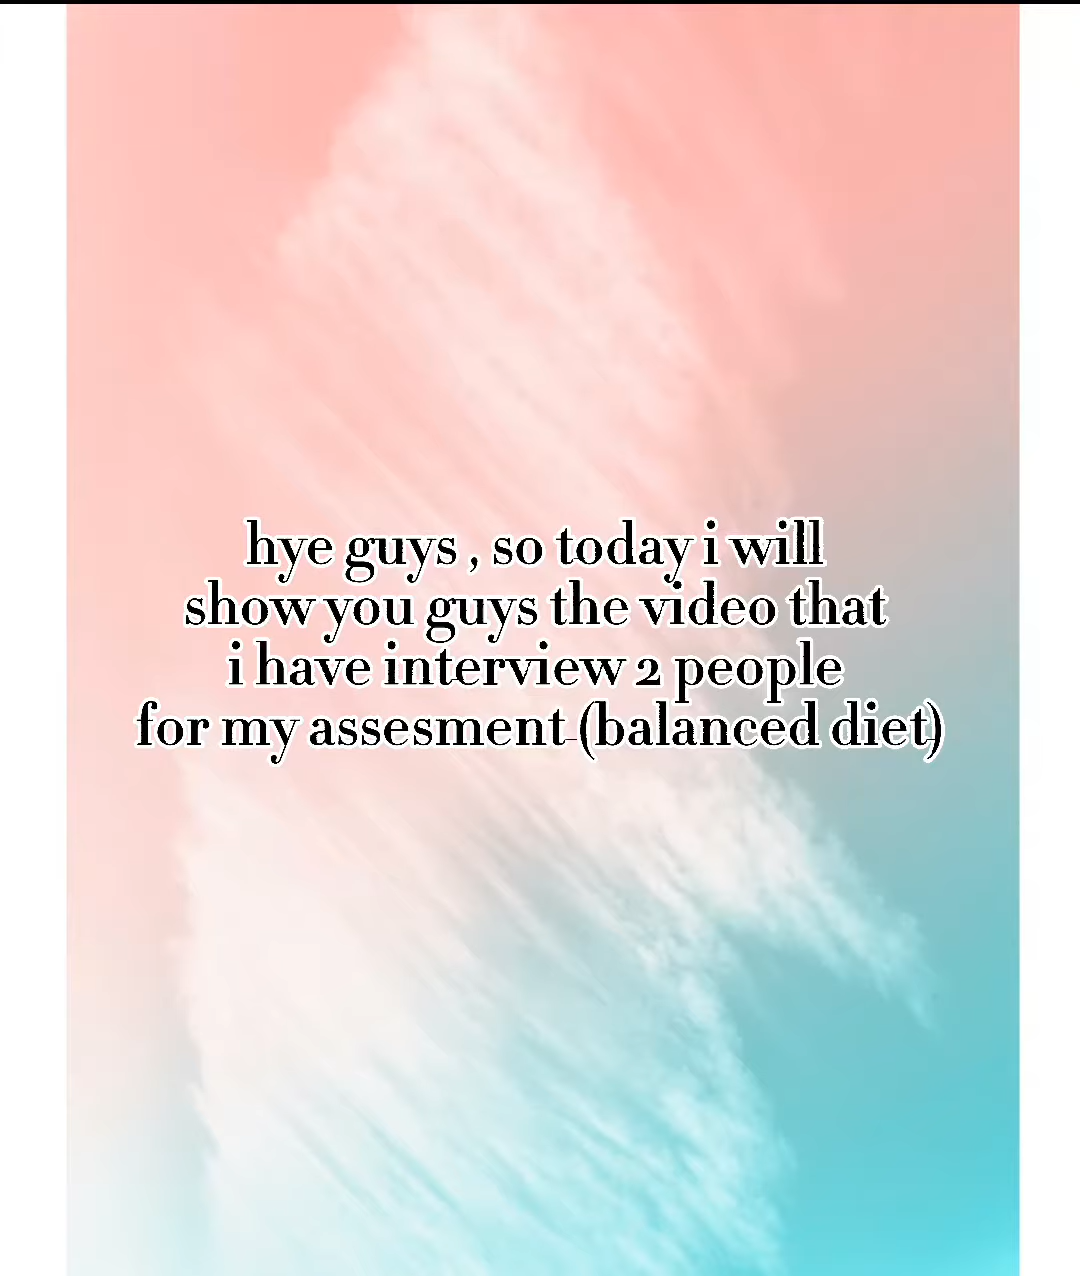 hye guys , so today i will
show you guys the video that
i have interview 2 people
for my assesment (balanced diet)